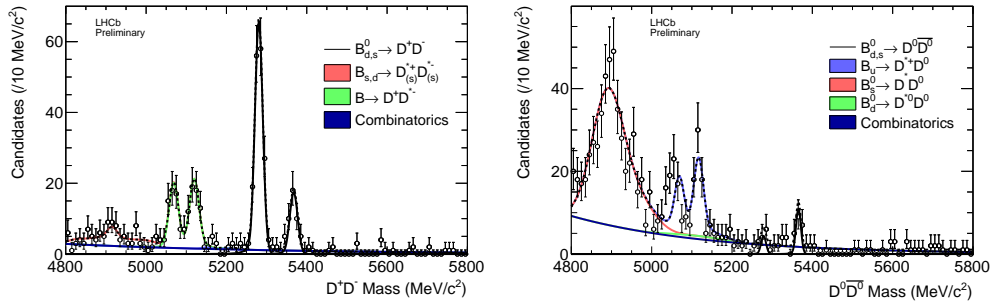 Candidates (/10 MeV/c²)
60
40
20
0
LHCb
Preliminary
B⁰d,s → D⁺D⁻
Bs,d → D*⁺(s)D*⁻(s)
B → D⁺D*⁻
Combinatorics
4800 5000 5200 5400 5600 5800
D⁺D⁻ Mass (MeV/c²)
Candidates (/10 MeV/c²)
40
20
0
LHCb
Preliminary
B⁰d,s → D⁰D̅⁰
Bu → D*⁺D⁰
B⁰s → D*D⁰
B⁰d → D*⁰D⁰
Combinatorics
4800 5000 5200 5400 5600 5800
D⁰D̅⁰ Mass (MeV/c²)